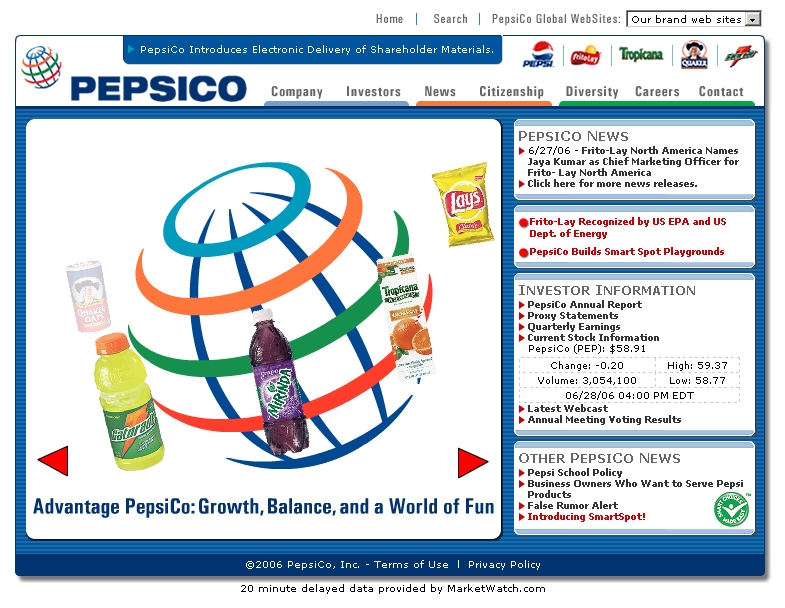 Home | Search | PepsiCo Global WebSites: Our brand web sites
PepsiCo Introduces Electronic Delivery of Shareholder Materials.
PEPSI
Frito Lay
Tropicana
QUAKER
PEPSICO
Company Investors News Citizenship Diversity Careers Contact
PEPSICO NEWS
6/27/06 - Frito-Lay North America Names
Jaya Kumar as Chief Marketing Officer for
Frito- Lay North America
Click here for more news releases.
Frito-Lay Recognized by US EPA and US
Dept. of Energy
PepsiCo Builds Smart Spot Playgrounds
INVESTOR INFORMATION
PepsiCo Annual Report
Proxy Statements
Quarterly Earnings
Current Stock Information
PepsiCo (PEP): $58.91
Change: -0.20 High: 59.37
Volume: 3,054,100 Low: 58.77
06/28/06 04:00 PM EDT
Latest Webcast
Annual Meeting Voting Results
OTHER PEPSICO NEWS
Pepsi School Policy
Business Owners Who Want to Serve Pepsi
Products
False Rumor Alert
Introducing SmartSpot!
SMART CHOICES MADE EASY
Lay's
Classic
QUAKER
OATS
Tropicana
Gatorade
Grape
MIRINDA
Advantage PepsiCo: Growth, Balance, and a World of Fun
©2006 PepsiCo, Inc. - Terms of Use | Privacy Policy
20 minute delayed data provided by MarketWatch.com